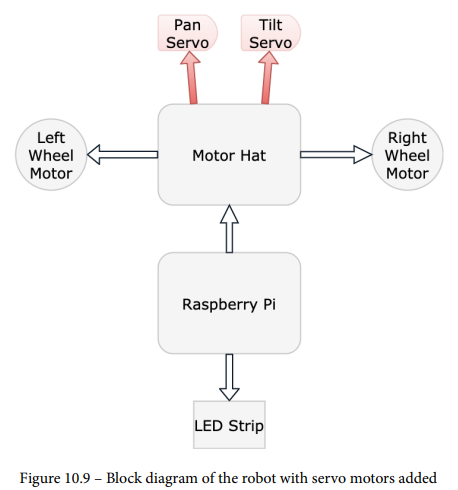 Pan
Servo
Tilt
Servo
Left
Wheel
Motor
Motor Hat
Right
Wheel
Motor
Raspberry Pi
LED Strip
Figure 10.9 – Block diagram of the robot with servo motors added